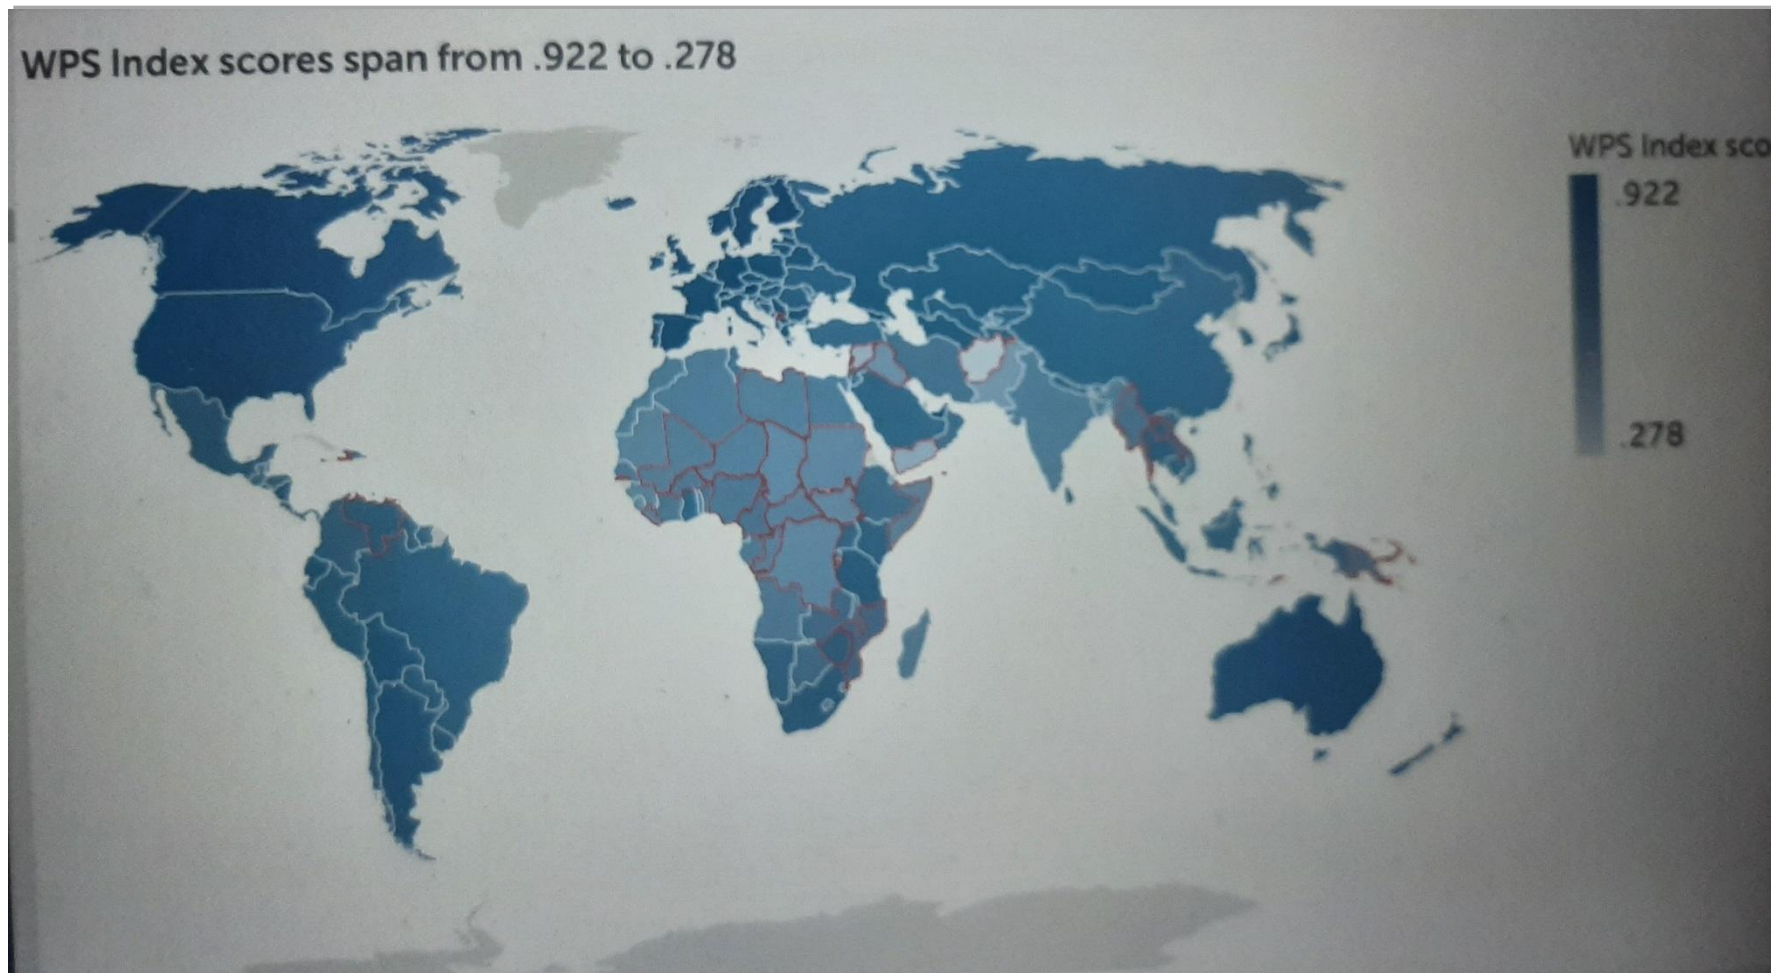 WPS Index scores span from .922 to .278
WPS Index sco
.922
.278